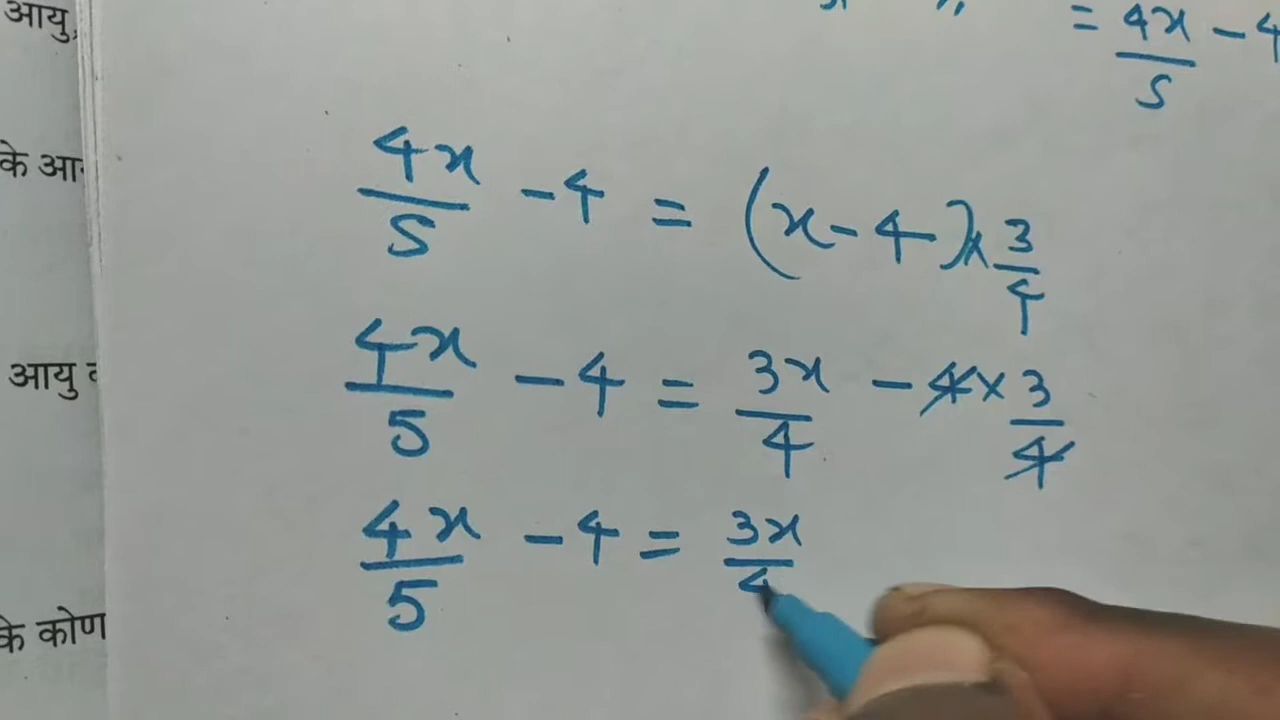 आयु,
= 4x/5 - 4
4x/5 - 4 = (x - 4) x 3/4
के
4x/5 - 4 = 3x/4 - 4 x 3/4
आयु
4x/5 - 4 = 3x/4
के कोण